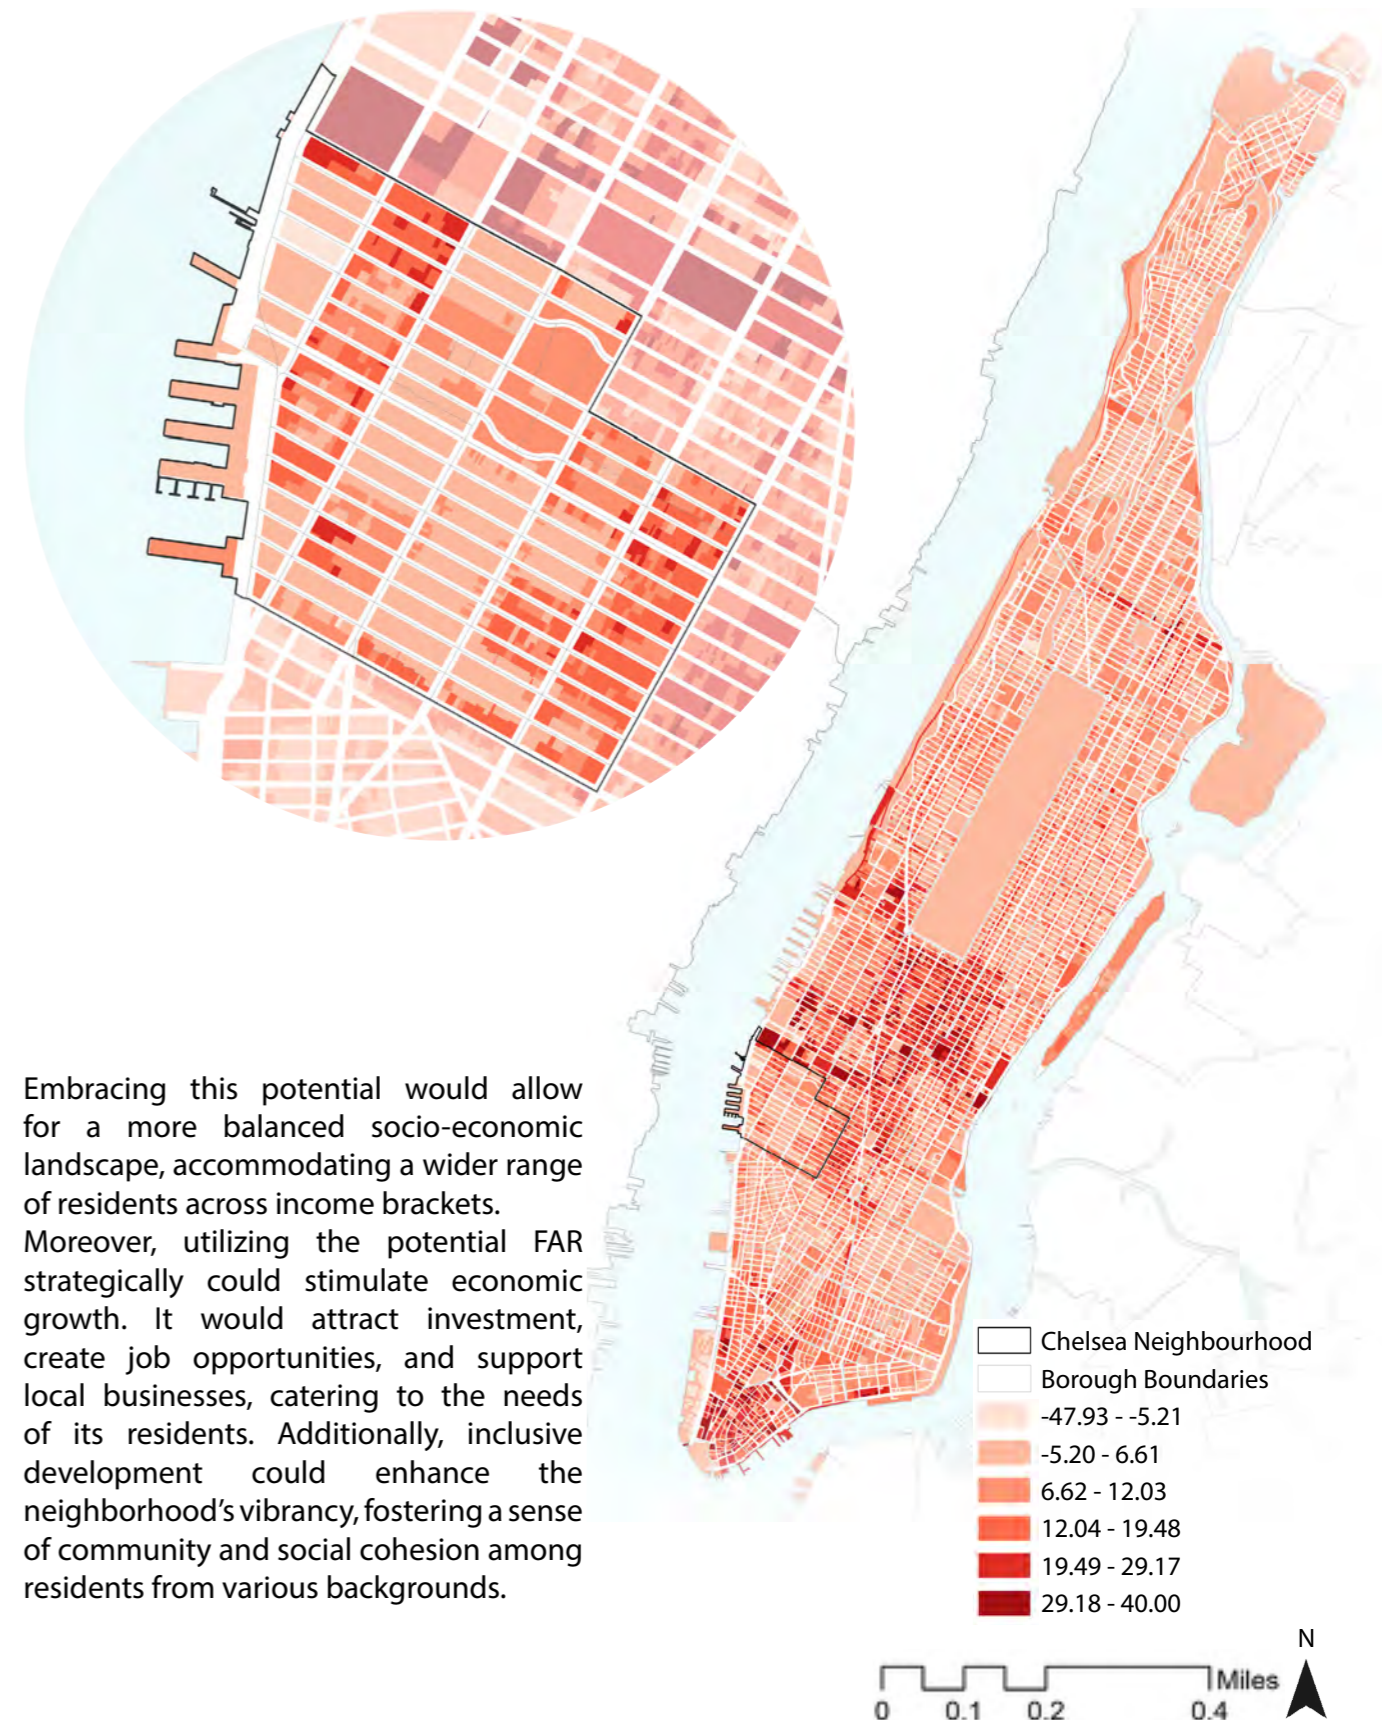 Embracing this potential would allow
for a more balanced socio-economic
landscape, accommodating a wider range
of residents across income brackets.
Moreover, utilizing the potential FAR
strategically could stimulate economic
growth. It would attract investment,
create job opportunities, and support
local businesses, catering to the needs
of its residents. Additionally, inclusive
development could enhance the
neighborhood's vibrancy, fostering a sense
of community and social cohesion among
residents from various backgrounds.
Chelsea Neighbourhood
Borough Boundaries
-47.93 - -5.21
-5.20 - 6.61
6.62 - 12.03
12.04 - 19.48
19.49 - 29.17
29.18 - 40.00
N
Miles
0 0.1 0.2 0.4